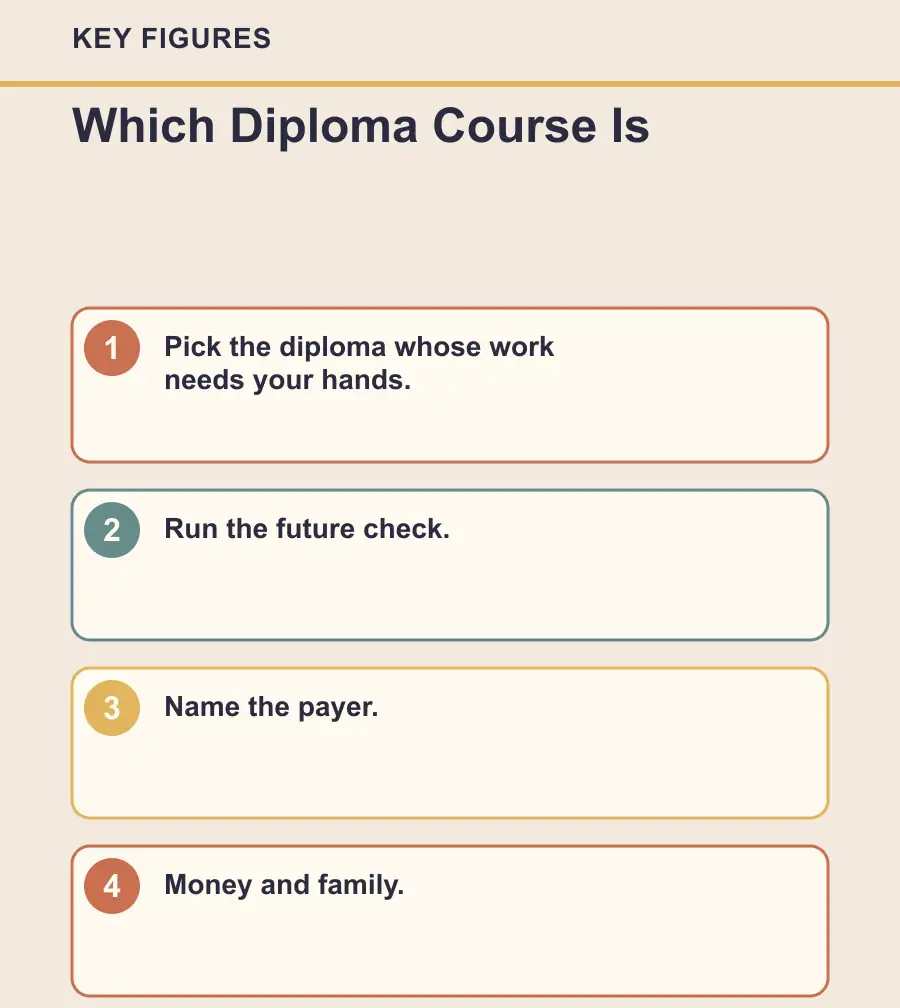 KEY FIGURES
Which Diploma Course Is
1
Pick the diploma whose work
needs your hands.
2
Run the future check.
3
Name the payer.
4
Money and family.